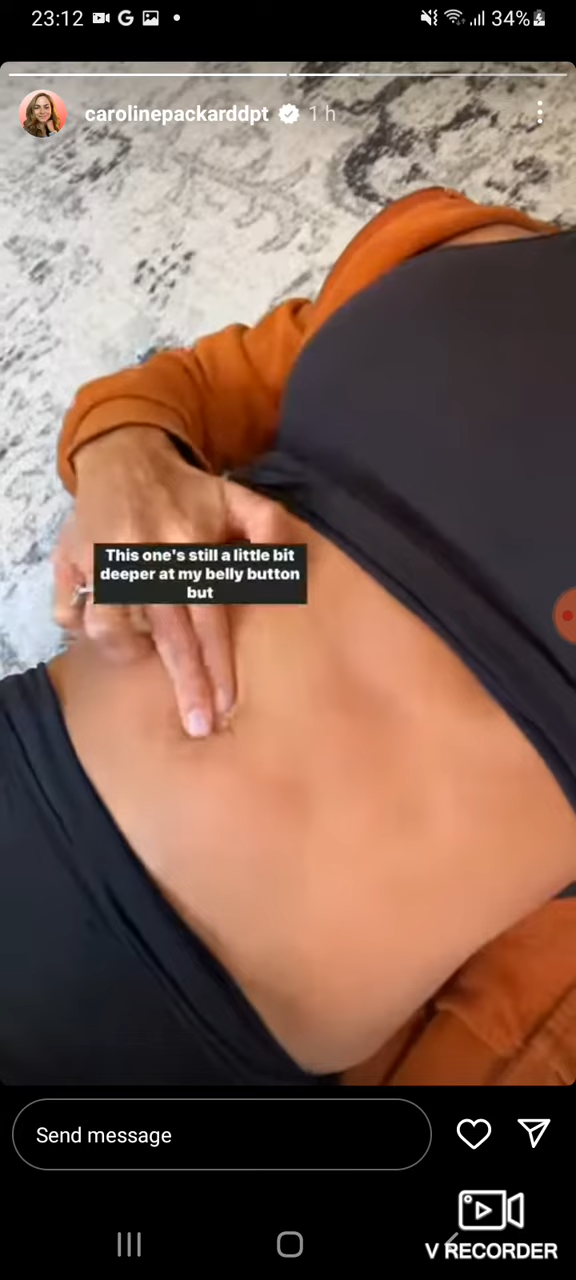 23:12
34%
carolinepackarddpt 1 h
This one's still a little bit
deeper at my belly button
but
Send message
V RECORDER